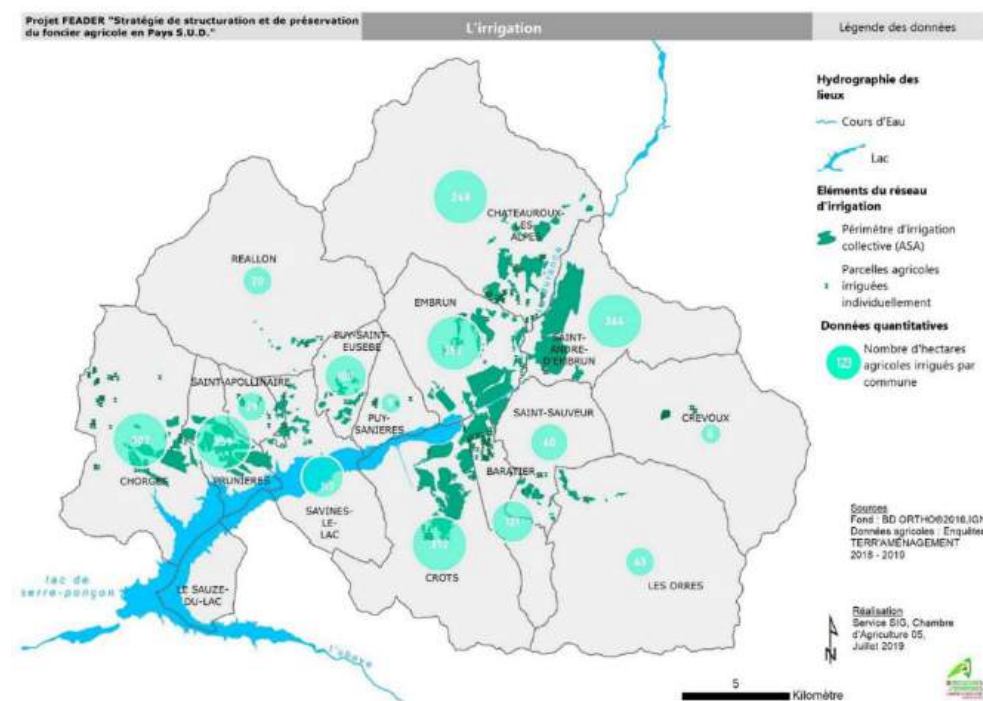 Projet FEADER "Stratégie de structuration et de préservation
du foncier agricole en Pays S.U.D."
L'irrigation
Légende des données
Hydrographie des
lieux
Cours d'Eau
Lac
Eléments du réseau
d'irrigation
Périmètre d'irrigation
collective (ASA)
Parcelles agricoles
irriguées
individuellement
Données quantitatives
123
Nombre d'hectares
agricoles irrigués par
commune
CHATEAUROUX-
LES-
ALPES
REALLON
EMBRUN
PUY-SAINT-
EUSEBE
SAINT-
ANDRE-
D'EMBRUN
SAINT-APOLLINAIRE
PUY-
SANIERES
SAINT-SAUVEUR
CREVOUX
CHORGES
PRUNIERES
BARATIER
SAVINES-
LE-
LAC
CROTS
LES ORRES
LE SAUZE-
DU-LAC
lac de
serre-ponçon
Sources
Fond : BD ORTHO®2016,IGN
Données agricoles : Enquêtes
TERR'AMÉNAGEMENT
2018 - 2019
Réalisation
Service SIG, Chambre
d'Agriculture 05,
Juillet 2019
N
5
Kilomètre